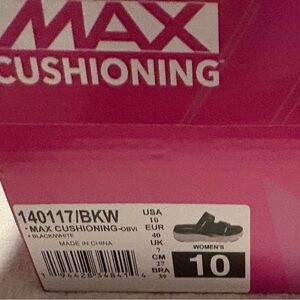 MAX
CUSHIONING
140117/BKW
• MAX CUSHIONING-OBVI
• BLACK/WHITE
MADE IN CHINA
USA
10
EUR
40
UK
7
CM
27
BRA
39
WOMEN'S
10